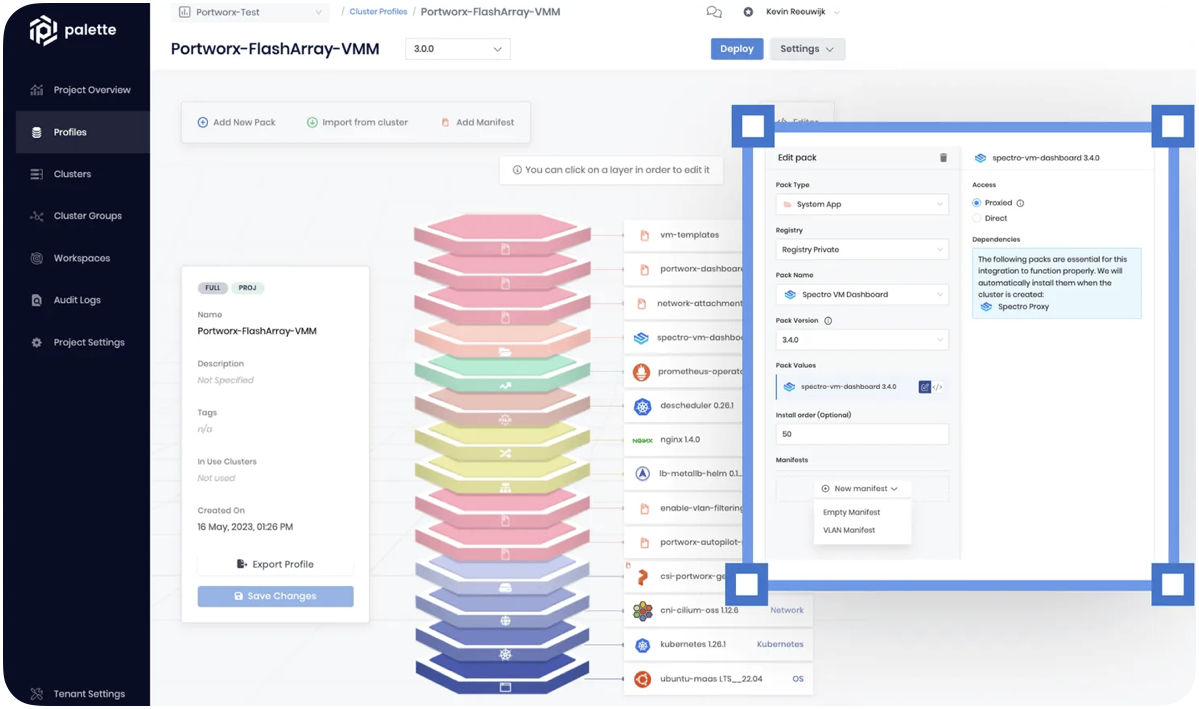 palette
Project Overview
Profiles
Clusters
Cluster Groups
Workspaces
Audit Logs
Project Settings
Tenant Settings
Portworx-Test
/ Cluster Profiles / Portworx-FlashArray-VMM
Kevin Reeuwijk
Portworx-FlashArray-VMM
3.0.0
Deploy
Settings
Add New Pack
Import from cluster
Add Manifest
You can click on a layer in order to edit it
FULL PROJ
Name
Portworx-FlashArray-VMM
Description
Not Specified
Tags
n/a
In Use Clusters
Not used
Created On
16 May, 2023, 01:26 PM
Export Profile
Save Changes
vm-templates
portworx-dashboard
network-attachment
spectro-vm-dashbo
prometheus-operato
descheduler 0.26.1
NGINX nginx 1.4.0
lb-metallb-helm 0.1...
enable-vlan-filtering
portworx-autopilot-
csi-portworx-ge
cni-cilium-oss 1.12.6 Network
kubernetes 1.26.1 Kubernetes
ubuntu-maas LTS__22.04 OS
</> Editor
Edit pack
Pack Type
System App
Registry
Registry Private
Pack Name
Spectro VM Dashboard
Pack Version
3.4.0
Pack Values
spectro-vm-dashboard 3.4.0 </>
Install order (Optional)
50
Manifests
New manifest
Empty Manifest
VLAN Manifest
spectro-vm-dashboard 3.4.0
Access
Proxied
Direct
Dependencies
The following packs are essential for this
integration to function properly. We will
automatically install them when the
cluster is created:
Spectro Proxy